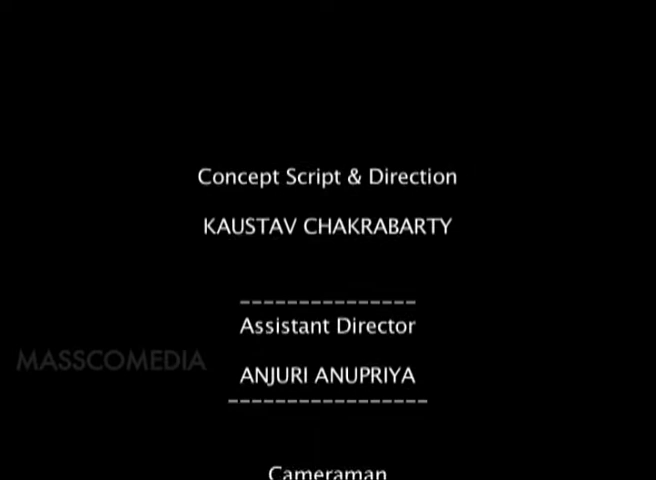 Concept Script & Direction
KAUSTAV CHAKRABARTY
---------------
Assistant Director
MASSCOMEDIA
ANJURI ANUPRIYA
-----------------
Cameraman